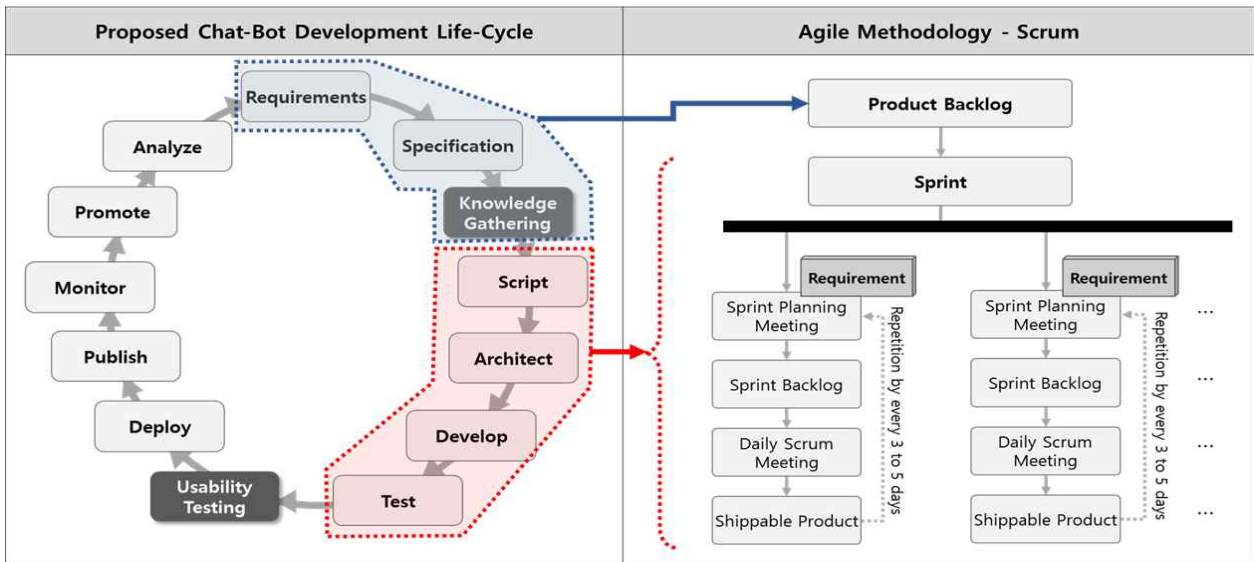 Proposed Chat-Bot Development Life-Cycle
Requirements
Specification
Knowledge
Gathering
Script
Architect
Develop
Test
Usability
Testing
Deploy
Publish
Monitor
Promote
Analyze
Agile Methodology - Scrum
Product Backlog
Sprint
Requirement
Sprint Planning
Meeting
Sprint Backlog
Daily Scrum
Meeting
Shippable Product
Repetition by every 3 to 5 days
Requirement
Sprint Planning
Meeting
Sprint Backlog
Daily Scrum
Meeting
Shippable Product
Repetition by every 3 to 5 days
...
...
...
...